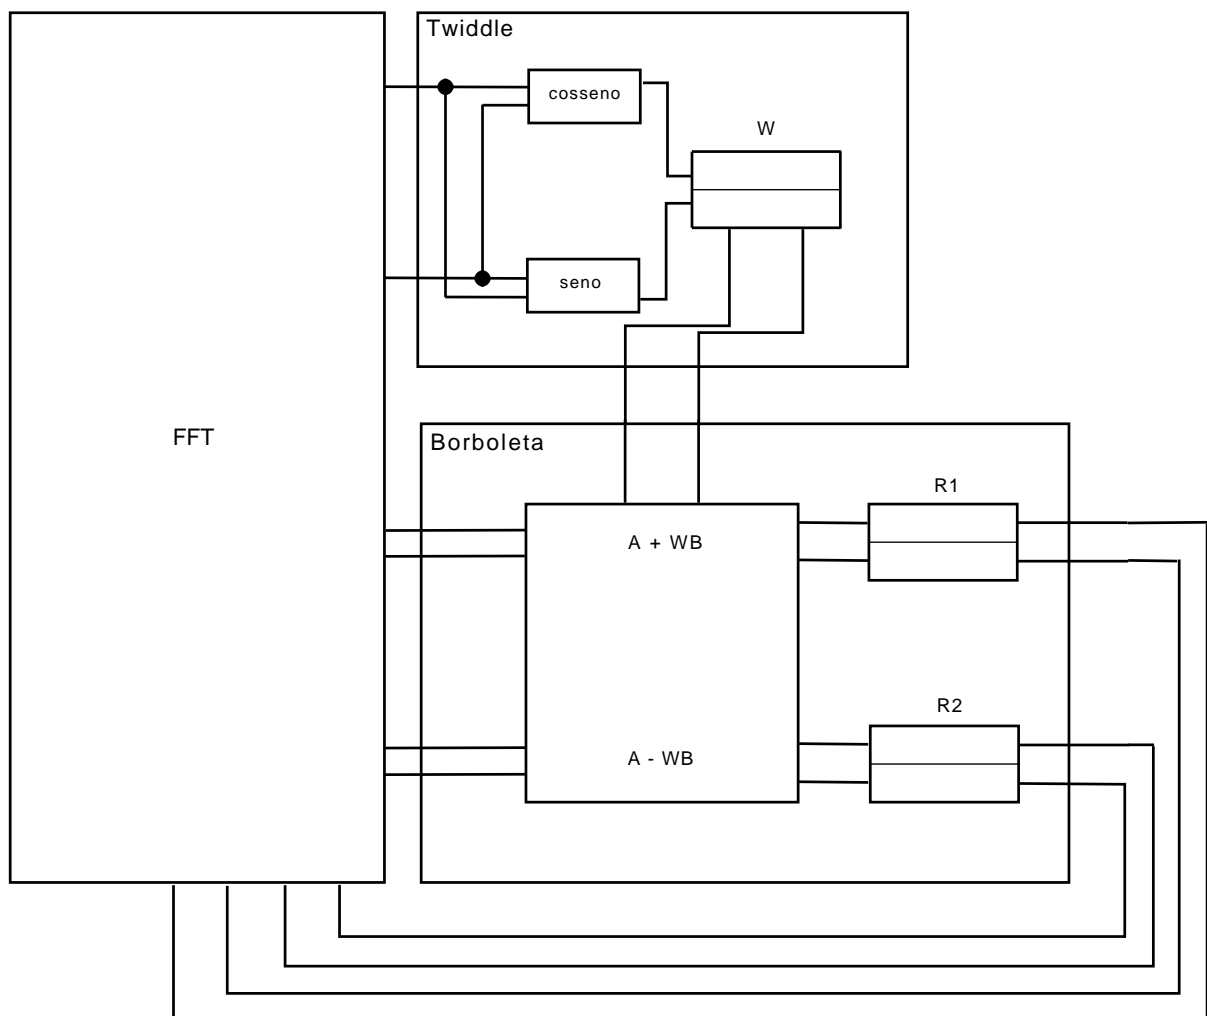 Twiddle
cosseno
W
seno
FFT
Borboleta
R1
A + WB
R2
A - WB